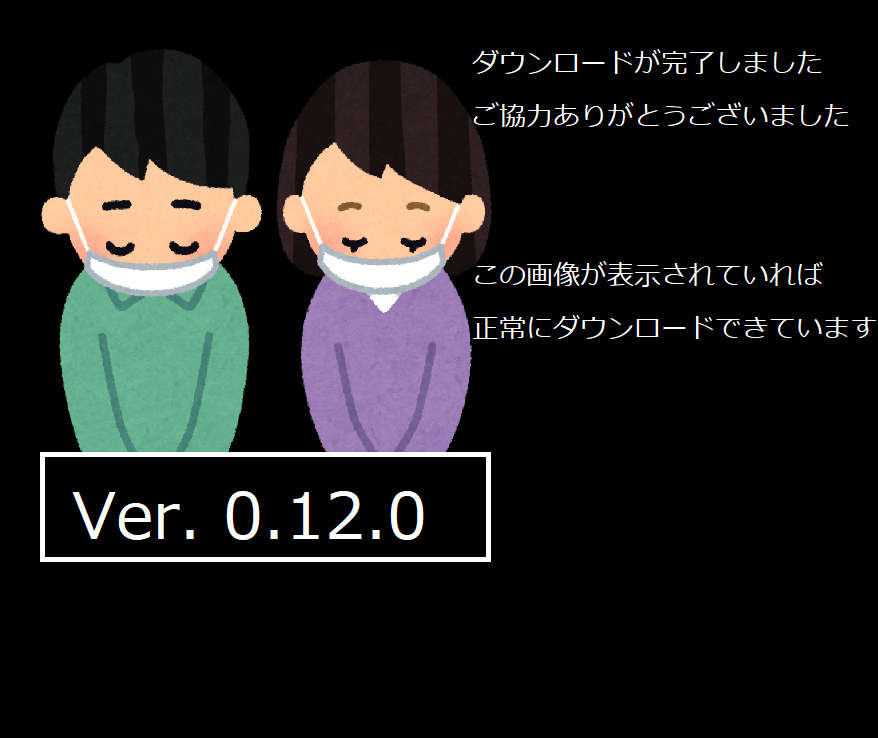 ダウンロードが完了しました
ご協力ありがとうございました
この画像が表示されていれば
正常にダウンロードできています
Ver. 0.12.0